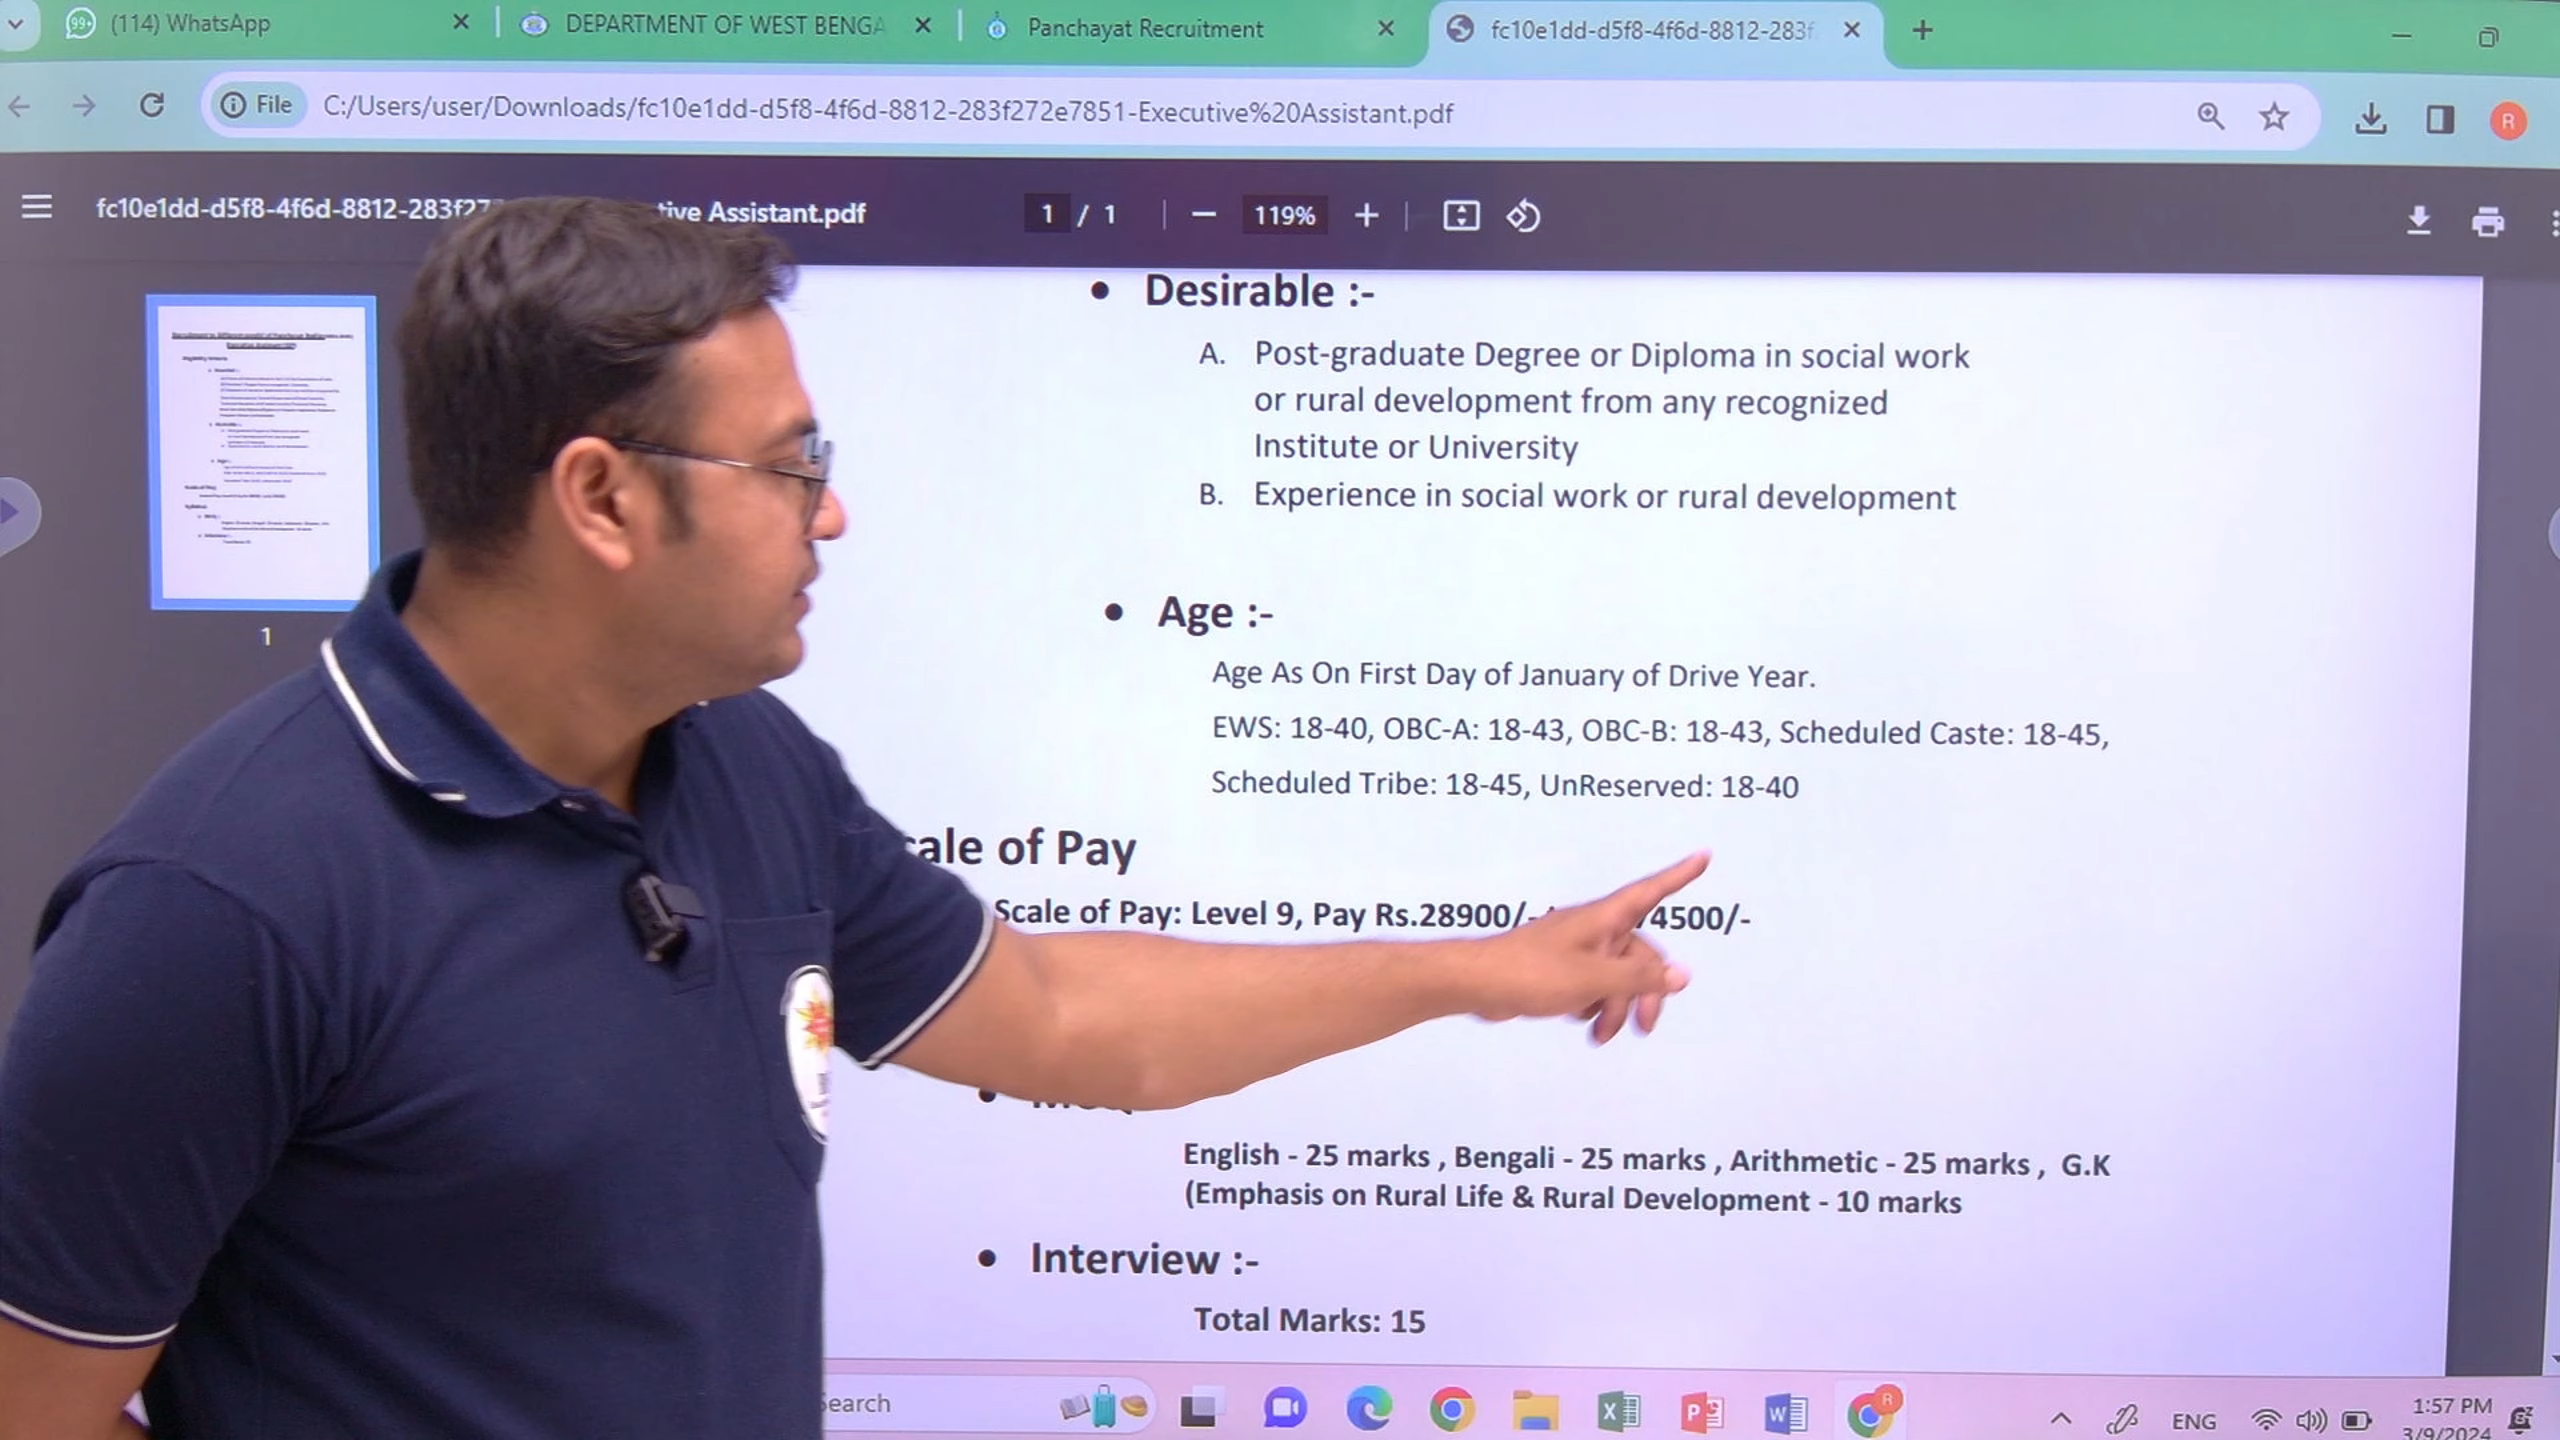 (114) WhatsApp
DEPARTMENT OF WEST BENGA
Panchayat Recruitment
fc10e1dd-d5f8-4f6d-8812-283f
File
C:/Users/user/Downloads/fc10e1dd-d5f8-4f6d-8812-283f272e7851-Executive%20Assistant.pdf
R
fc10e1dd-d5f8-4f6d-8812-283f27 tive Assistant.pdf
1 / 1
119%
Desirable :-
A. Post-graduate Degree or Diploma in social work
or rural development from any recognized
Institute or University
B. Experience in social work or rural development
1
Age :-
Age As On First Day of January of Drive Year.
EWS: 18-40, OBC-A: 18-43, OBC-B: 18-43, Scheduled Caste: 18-45,
Scheduled Tribe: 18-45, UnReserved: 18-40
cale of Pay
Scale of Pay: Level 9, Pay Rs.28900/- 74500/-
English - 25 marks , Bengali - 25 marks , Arithmetic - 25 marks , G.K
(Emphasis on Rural Life & Rural Development - 10 marks
Interview :-
Total Marks: 15
earch
ENG
1:57 PM
3/9/2024